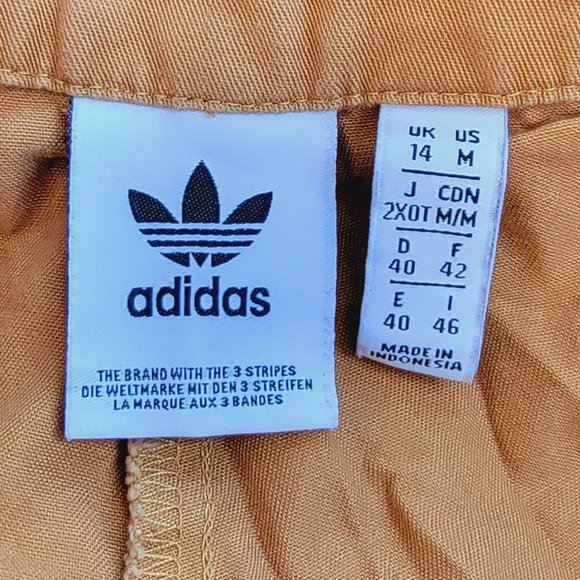 adidas
THE BRAND WITH THE 3 STRIPES
DIE WELTMARKE MIT DEN 3 STREIFEN
LA MARQUE AUX 3 BANDES
UK US
14 M
J CDN
2XOT M/M
D F
40 42
E I
40 46
MADE IN
INDONESIA